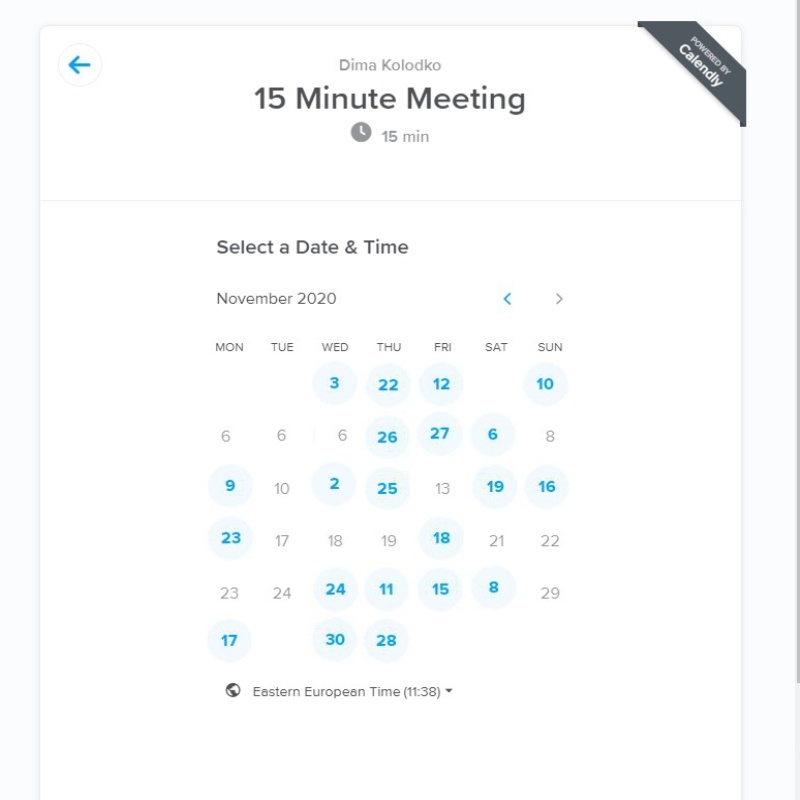 POWERED BY
Calendly
Dima Kolodko
15 Minute Meeting
15 min
Select a Date & Time
November 2020
MON TUE WED THU FRI SAT SUN
3 22 12 10
6 6 6 26 27 6 8
9 10 2 25 13 19 16
23 17 18 19 18 21 22
23 24 24 11 15 8 29
17 30 28
Eastern European Time (11:38)